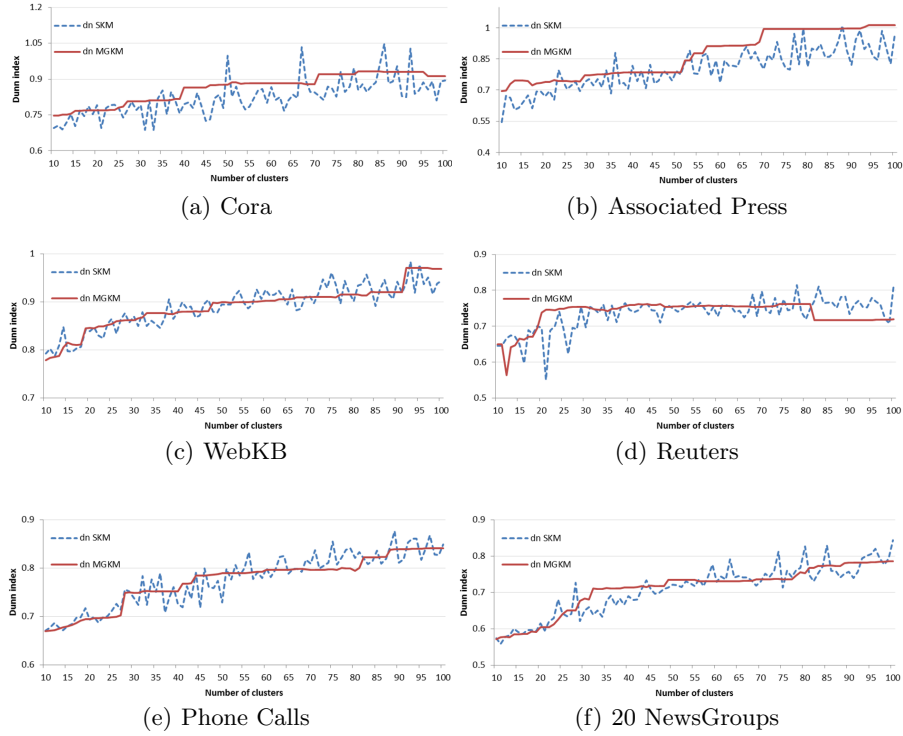 1.2
1.05
0.9
0.75
0.6
Dunn index
dn SKM
dn MGKM
10 15 20 25 30 35 40 45 50 55 60 65 70 75 80 85 90 95 100
Number of clusters
(a) Cora
1
0.85
0.7
0.55
0.4
Dunn index
dn SKM
dn MGKM
10 15 20 25 30 35 40 45 50 55 60 65 70 75 80 85 90 95 100
Number of clusters
(b) Associated Press
1
0.9
0.8
0.7
Dunn index
dn SKM
dn MGKM
10 15 20 25 30 35 40 45 50 55 60 65 70 75 80 85 90 95 100
Number of clusters
(c) WebKB
0.9
0.8
0.7
0.6
0.5
Dunn index
dn SKM
dn MGKM
10 15 20 25 30 35 40 45 50 55 60 65 70 75 80 85 90 95 100
Number of clusters
(d) Reuters
0.9
0.8
0.7
0.6
Dunn index
dn SKM
dn MGKM
10 15 20 25 30 35 40 45 50 55 60 65 70 75 80 85 90 95 100
Number of clusters
(e) Phone Calls
0.9
0.8
0.7
0.6
0.5
Dunn index
dn SKM
dn MGKM
10 15 20 25 30 35 40 45 50 55 60 65 70 75 80 85 90 95 100
Number of clusters
(f) 20 NewsGroups